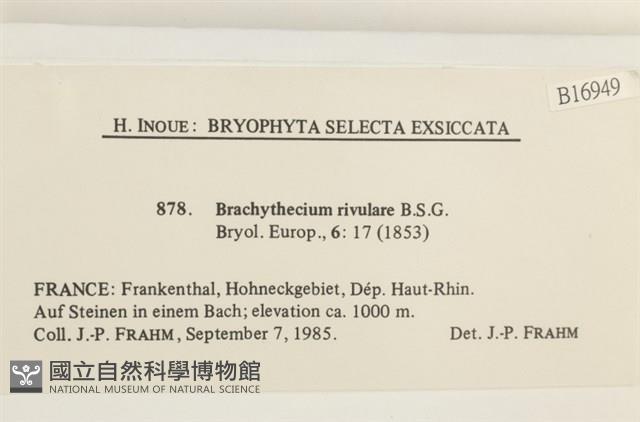 B16949
H. INOUE: BRYOPHYTA SELECTA EXSICCATA
878. Brachythecium rivulare B.S.G.
Bryol. Europ., 6: 17 (1853)
FRANCE: Frankenthal, Hohneckgebiet, Dép. Haut-Rhin.
Auf Steinen in einem Bach; elevation ca. 1000 m.
Coll. J.-P. FRAHM, September 7, 1985. Det. J.-P. FRAHM
國立自然科學博物館
NATIONAL MUSEUM OF NATURAL SCIENCE